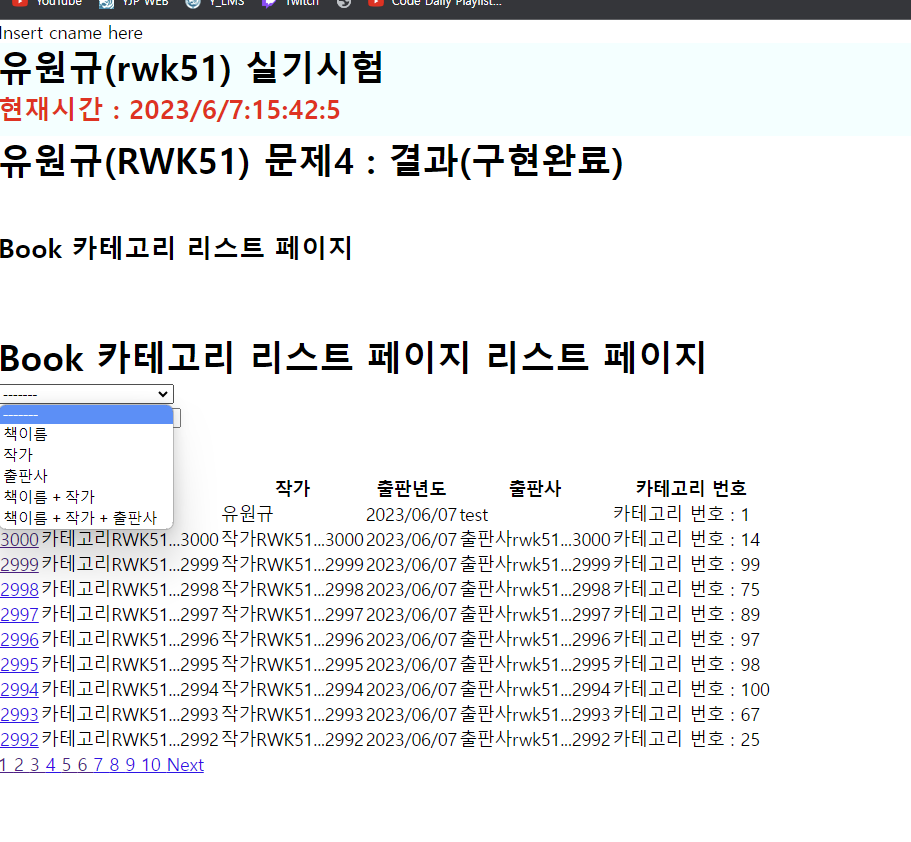 YouTube YJP WEB Y_LMS Twitch Code Daily Playlist...
Insert cname here
유원규(rwk51) 실기시험
현재시간 : 2023/6/7:15:42:5
유원규(RWK51) 문제4 : 결과(구현완료)
Book 카테고리 리스트 페이지
Book 카테고리 리스트 페이지 리스트 페이지
-------
-------
책이름
작가
출판사
책이름 + 작가
책이름 + 작가 + 출판사
작가 출판년도 출판사 카테고리 번호
유원규 2023/06/07 test 카테고리 번호 : 1
3000 카테고리RWK51...3000 작가RWK51...3000 2023/06/07 출판사rwk51...3000 카테고리 번호 : 14
2999 카테고리RWK51...2999 작가RWK51...2999 2023/06/07 출판사rwk51...2999 카테고리 번호 : 99
2998 카테고리RWK51...2998 작가RWK51...2998 2023/06/07 출판사rwk51...2998 카테고리 번호 : 75
2997 카테고리RWK51...2997 작가RWK51...2997 2023/06/07 출판사rwk51...2997 카테고리 번호 : 89
2996 카테고리RWK51...2996 작가RWK51...2996 2023/06/07 출판사rwk51...2996 카테고리 번호 : 97
2995 카테고리RWK51...2995 작가RWK51...2995 2023/06/07 출판사rwk51...2995 카테고리 번호 : 98
2994 카테고리RWK51...2994 작가RWK51...2994 2023/06/07 출판사rwk51...2994 카테고리 번호 : 100
2993 카테고리RWK51...2993 작가RWK51...2993 2023/06/07 출판사rwk51...2993 카테고리 번호 : 67
2992 카테고리RWK51...2992 작가RWK51...2992 2023/06/07 출판사rwk51...2992 카테고리 번호 : 25
1 2 3 4 5 6 7 8 9 10 Next